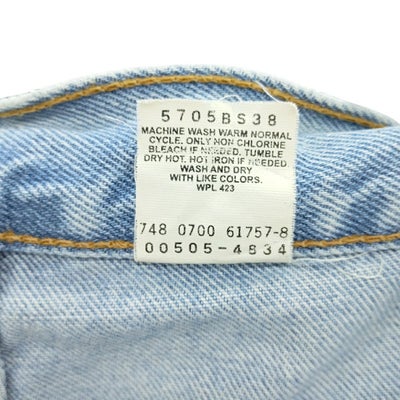 5705BS38
MACHINE WASH WARM NORMAL
CYCLE. ONLY NON CHLORINE
BLEACH IF NEEDED. TUMBLE
DRY HOT. HOT IRON IF NEEDED.
WASH AND DRY
WITH LIKE COLORS.
WPL 423
748 0700 61757-8
00505-4834